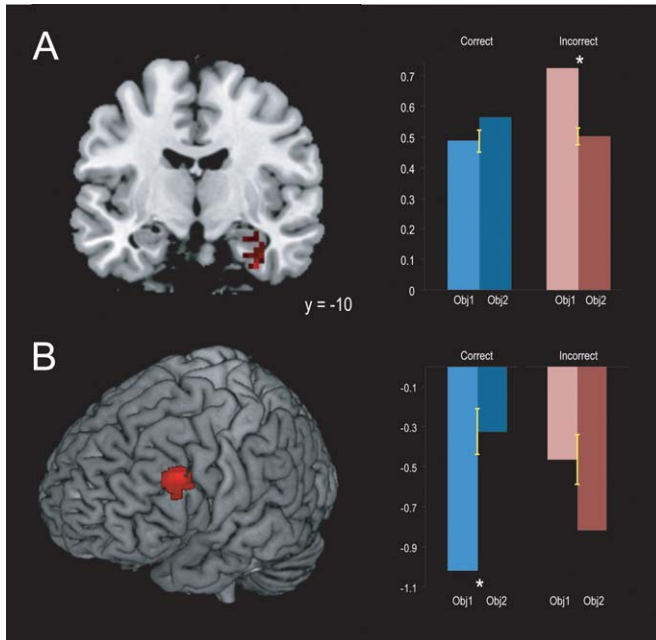 A
Correct Incorrect
*
0.7
0.6
0.5
0.4
0.3
0.2
0.1
0
Obj1 Obj2 Obj1 Obj2
y = -10
B
Correct Incorrect
-0.1
-0.3
-0.5
-0.7
-0.9
-1.1
*
Obj1 Obj2 Obj1 Obj2